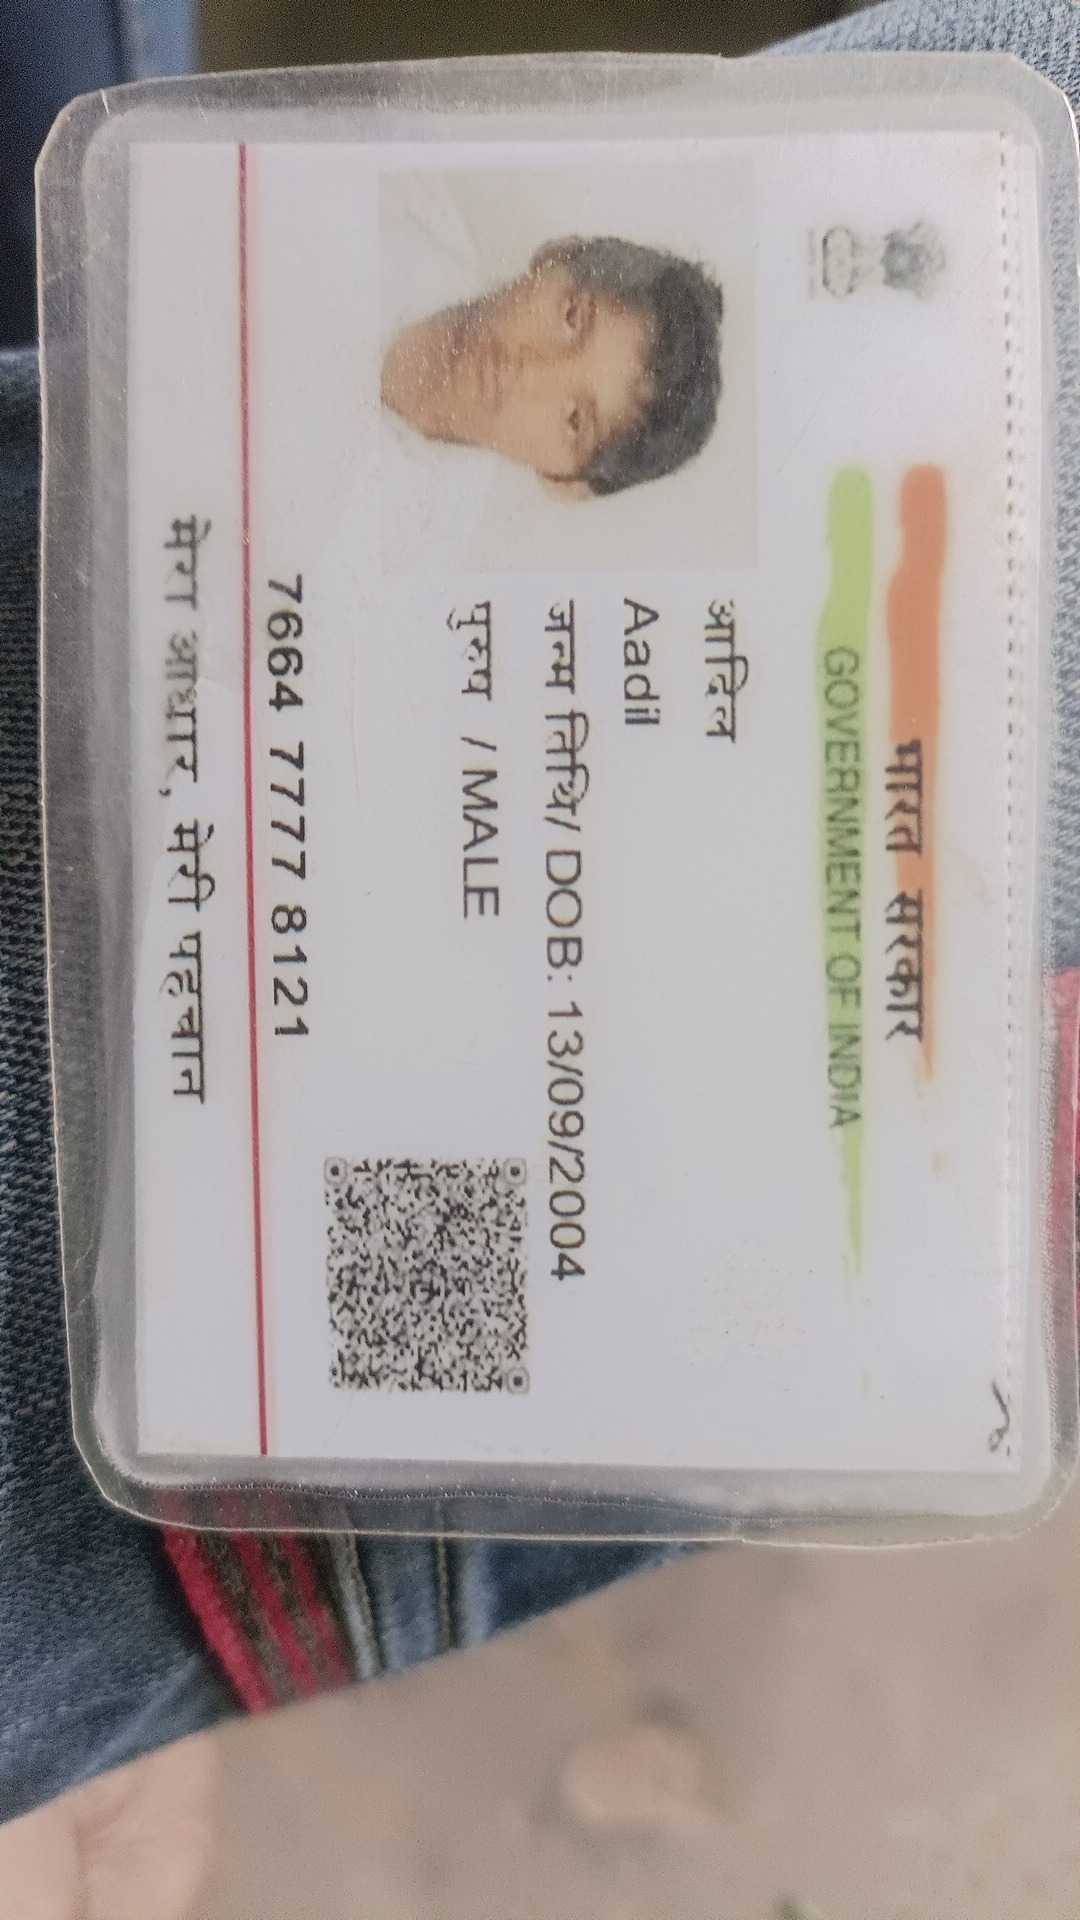 भारत सरकार
GOVERNMENT OF INDIA
आदिल
Aadil
जन्म तिथि/ DOB: 13/09/2004
पुरुष / MALE
7664 7777 8121
मेरा आधार, मेरी पहचान